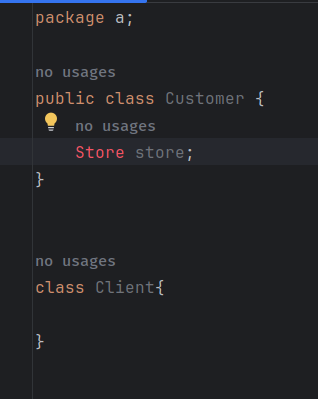 package a;
no usages
public class Customer {
no usages
Store store;
}
no usages
class Client{
}